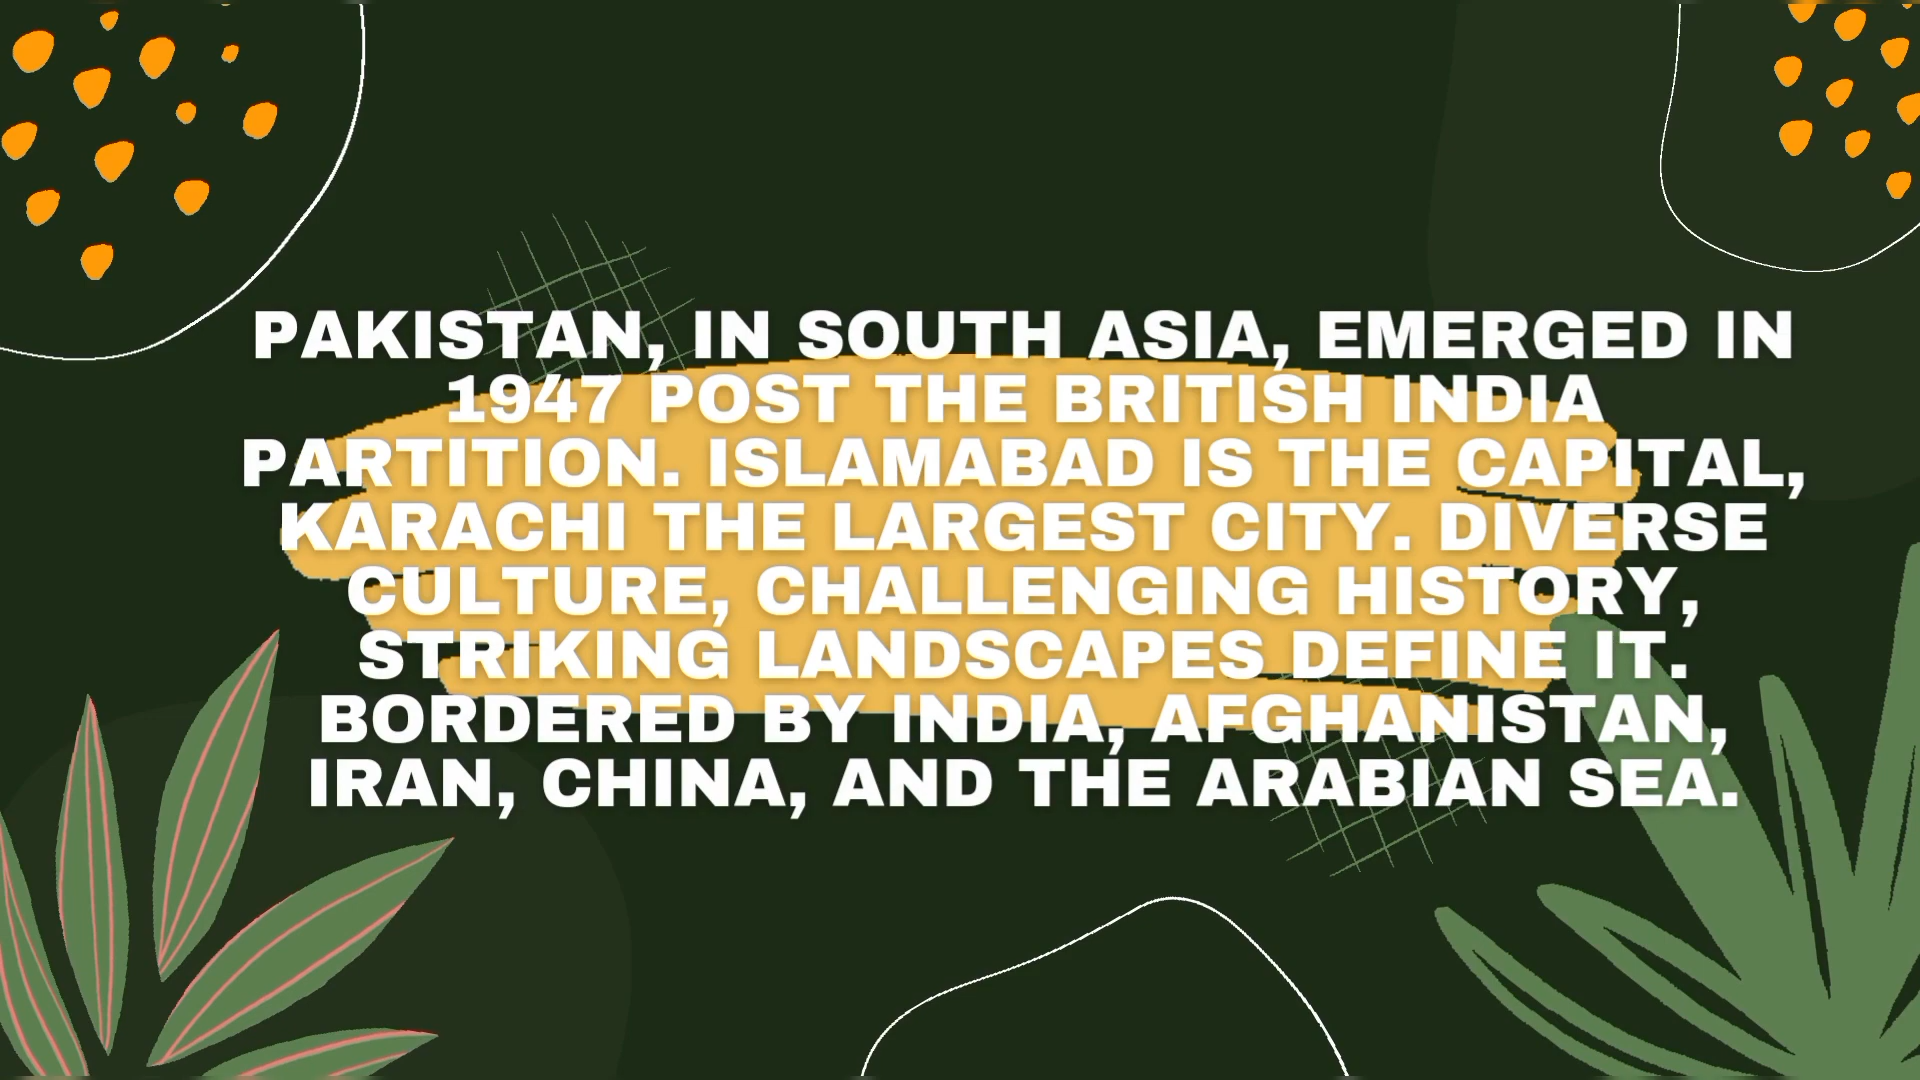 PAKISTAN, IN SOUTH ASIA, EMERGED IN
1947 POST THE BRITISH INDIA
PARTITION. ISLAMABAD IS THE CAPITAL,
KARACHI THE LARGEST CITY. DIVERSE
CULTURE, CHALLENGING HISTORY,
STRIKING LANDSCAPES DEFINE IT.
BORDERED BY INDIA, AFGHANISTAN,
IRAN, CHINA, AND THE ARABIAN SEA.